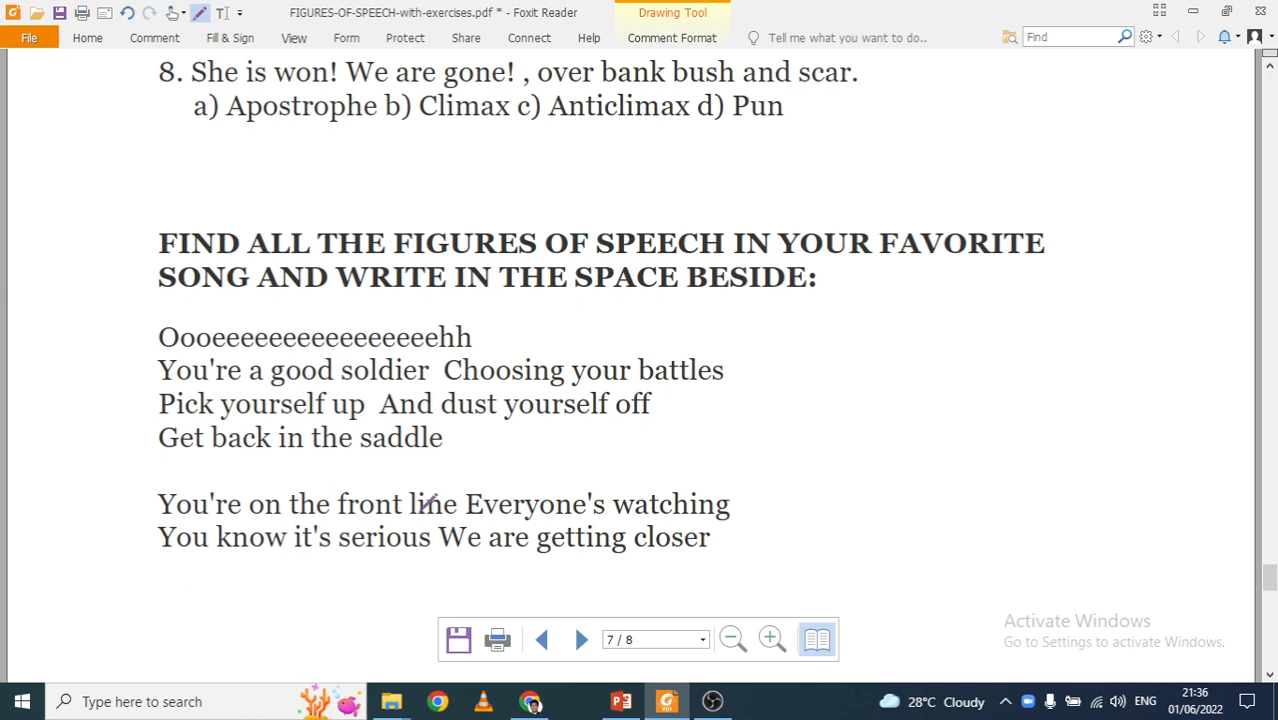 FIGURES-OF-SPEECH-with-exercises.pdf * - Foxit Reader
Drawing Tool
File Home Comment Fill & Sign View Form Protect Share Connect Help Comment Format Tell me what you want to do.. Find
8. She is won! We are gone! , over bank bush and scar.
a) Apostrophe b) Climax c) Anticlimax d) Pun
FIND ALL THE FIGURES OF SPEECH IN YOUR FAVORITE
SONG AND WRITE IN THE SPACE BESIDE:
Oooeeeeeeeeeeeeeeeehh
You're a good soldier Choosing your battles
Pick yourself up And dust yourself off
Get back in the saddle
You're on the front line Everyone's watching
You know it's serious We are getting closer
7 / 8
Activate Windows
Go to Settings to activate Windows.
Type here to search
28°C Cloudy
ENG
21:36
01/06/2022